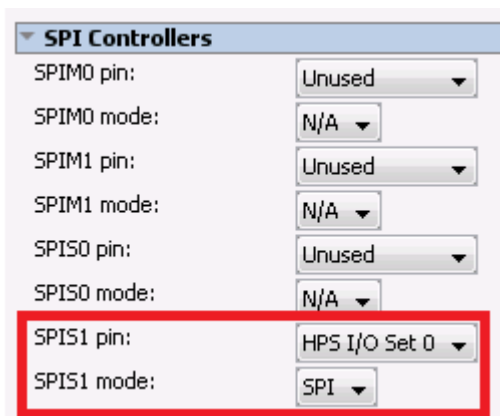 SPI Controllers
SPIM0 pin: Unused
SPIM0 mode: N/A
SPIM1 pin: Unused
SPIM1 mode: N/A
SPIS0 pin: Unused
SPIS0 mode: N/A
SPIS1 pin: HPS I/O Set 0
SPIS1 mode: SPI